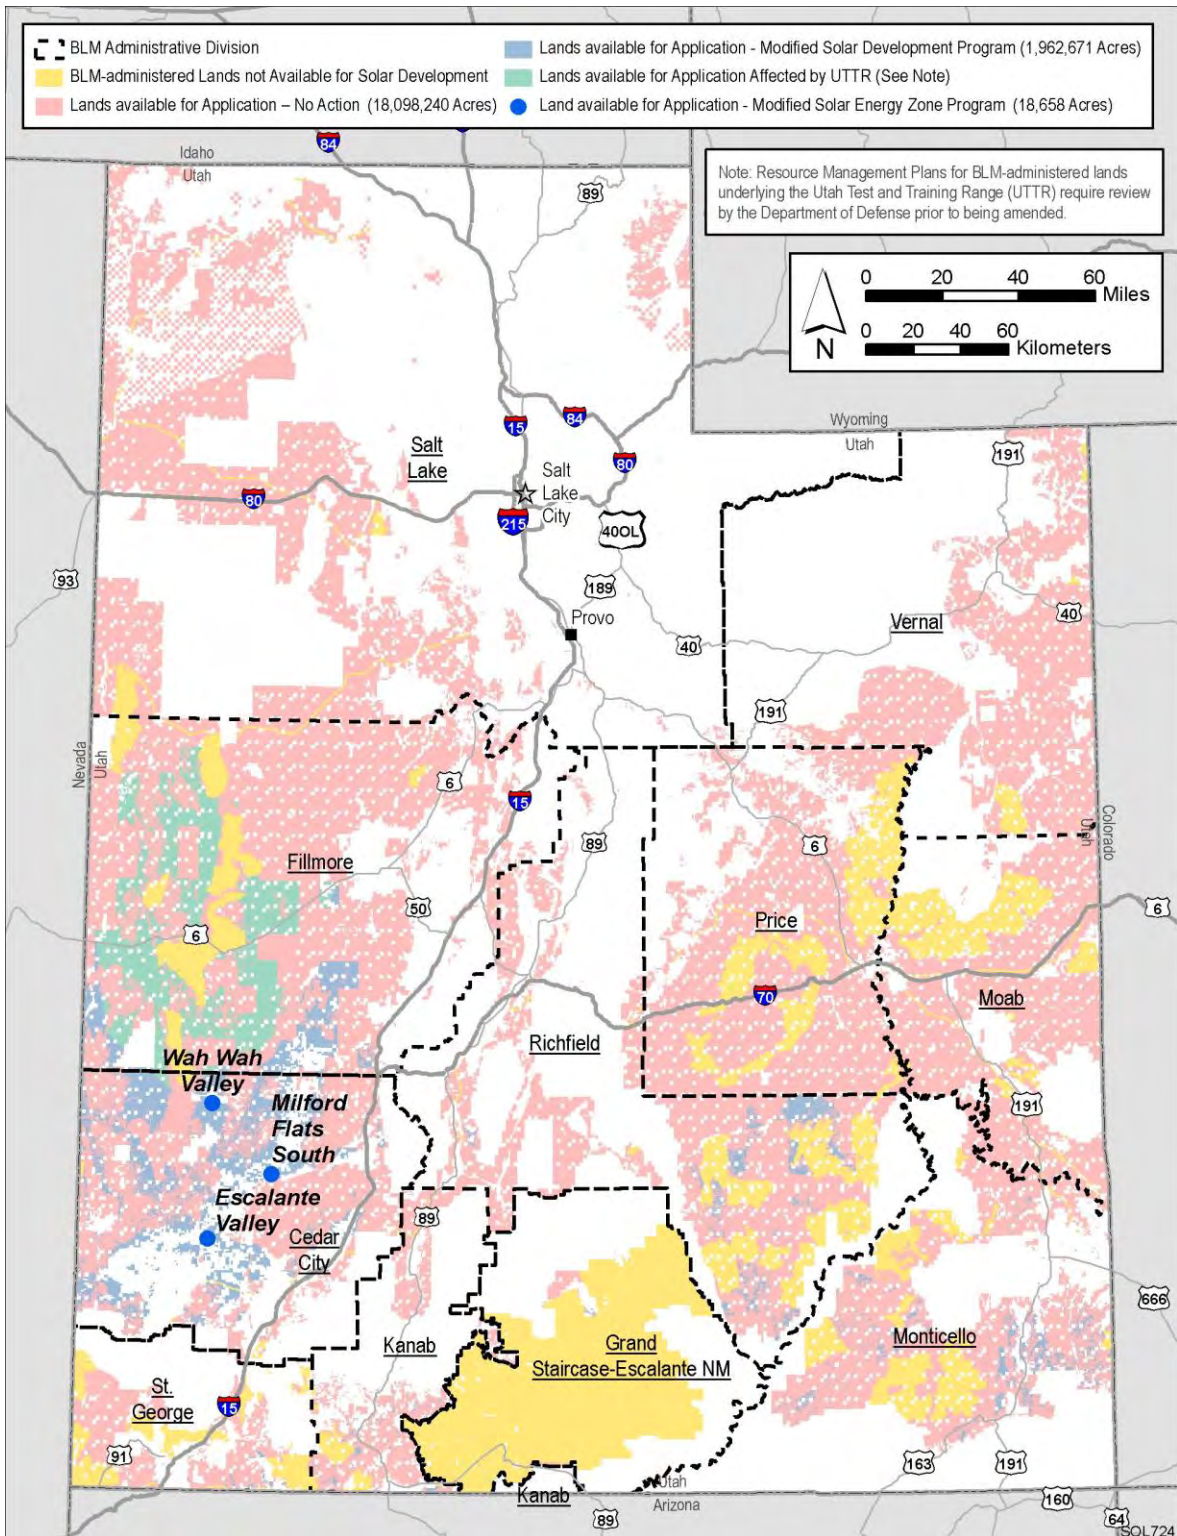 BLM Administrative Division
BLM-administered Lands not Available for Solar Development
Lands available for Application – No Action (18,098,240 Acres)
Lands available for Application - Modified Solar Development Program (1,962,671 Acres)
Lands available for Application Affected by UTTR (See Note)
Land available for Application - Modified Solar Energy Zone Program (18,658 Acres)
84
Idaho
Utah
89
Note: Resource Management Plans for BLM-administered lands
underlying the Utah Test and Training Range (UTTR) require review
by the Department of Defense prior to being amended.
N
0 20 40 60
Miles
0 20 40 60
Kilometers
Wyoming
Utah
15
84
80
191
Salt
Lake
Salt
Lake
City
80
215
40OL
93
189
Provo
40
Vernal
40
191
Nevada
Utah
6
15
89
6
Colorado
Utah
Fillmore
50
6
Price
6
70
Moab
Richfield
Wah Wah
Valley
Milford
Flats
South
191
Escalante
Valley
Cedar
City
89
666
Kanab
Grand
Staircase-Escalante NM
Monticello
St.
George
15
91
163
191
Utah
Arizona
Kanab
89
160
64
SOL724